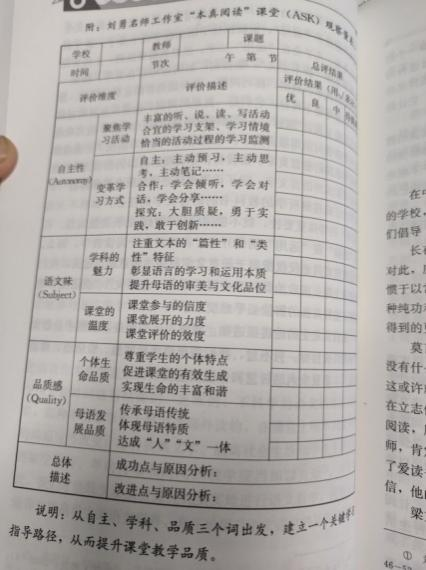 附：刘勇名师工作室“本真阅读”课堂（ASK）观察量表
学校 教师 课题
时间 节次 午 第 节 总评结果
评价维度 评价描述 评价结果（用√表示）
优 良 中
自主性
(Autonomy)
聚焦学
习活动
丰富的听、说、读、写活动
合宜的学习支架、学习情境
恰当的活动过程的学习监测
变革学
习方式
自主：主动预习，主动思
考，主动笔记……
合作：学会倾听，学会对
话，学会分享……
探究：大胆质疑，勇于实
践，敢于创新……
语文味
(Subject)
学科的
魅力
注重文本的“篇性”和“类
性”特征
彰显语言的学习和运用本质
提升母语的审美与文化品位
课堂的
温度
课堂参与的信度
课堂展开的力度
课堂评价的效度
品质感
(Quality)
个体生
命品质
尊重学生的个体特点
促进课堂的有效生成
实现生命的丰富和谐
母语发
展品质
传承母语传统
体现母语特质
达成“人”“文”一体
总体
描述
成功点与原因分析：
改进点与原因分析：
说明：从自主、学科、品质三个词出发，建立一个关键学习
指导路径，从而提升课堂教学品质。
在中
的学校，
们倡导
长
对此，
惯于以
种纯功
得到的
莫
没有什
这或许
在立志
阅读，
师，肯
了爱读
信，他
梁
①
46—5